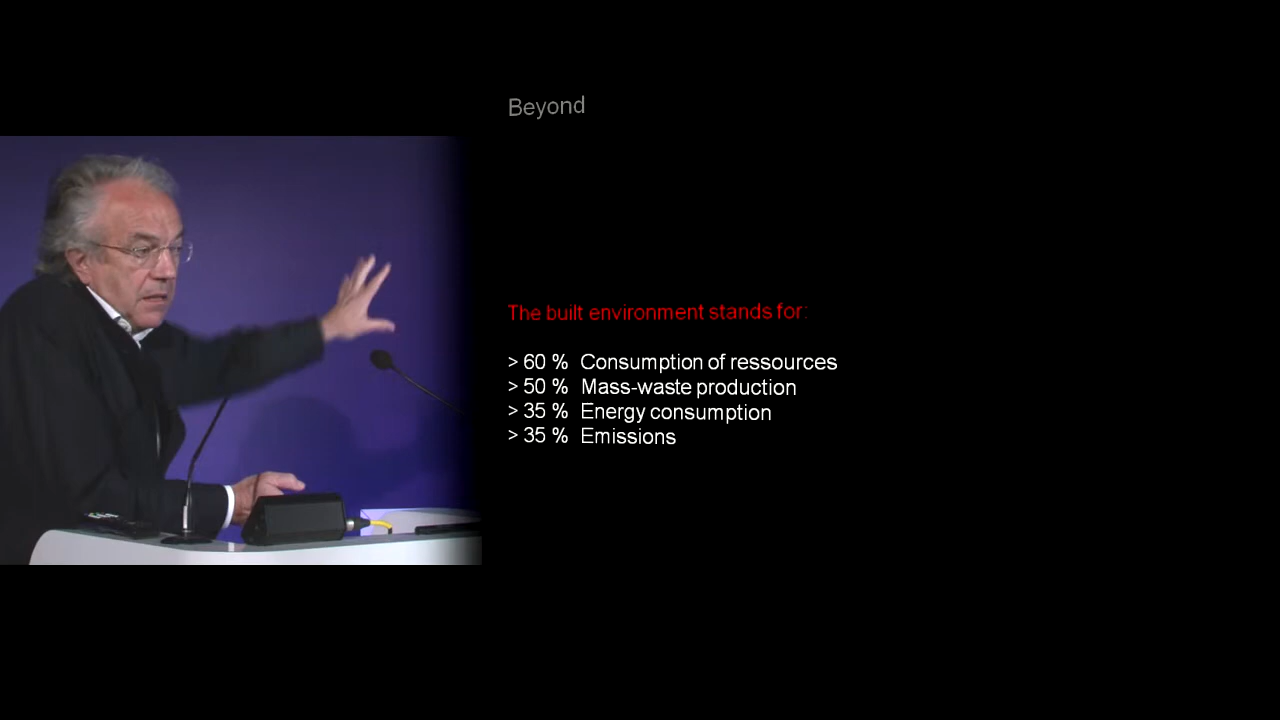 Beyond
The built environment stands for:
> 60 % Consumption of ressources
> 50 % Mass-waste production
> 35 % Energy consumption
> 35 % Emissions